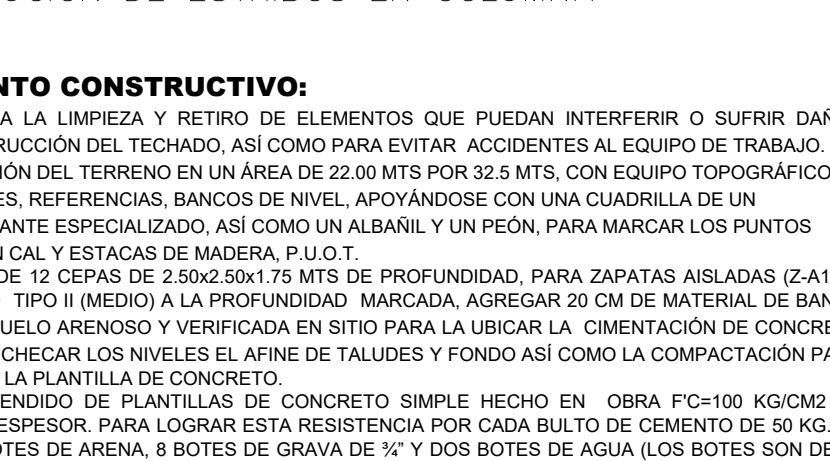 NTO CONSTRUCTIVO:
A LA LIMPIEZA Y RETIRO DE ELEMENTOS QUE PUEDAN INTERFERIR O SUFRIR DAÑ
RUCCIÓN DEL TECHADO, ASÍ COMO PARA EVITAR ACCIDENTES AL EQUIPO DE TRABAJO.
IÓN DEL TERRENO EN UN ÁREA DE 22.00 MTS POR 32.5 MTS, CON EQUIPO TOPOGRÁFICO
ES, REFERENCIAS, BANCOS DE NIVEL, APOYÁNDOSE CON UNA CUADRILLA DE UN
ANTE ESPECIALIZADO, ASÍ COMO UN ALBAÑIL Y UN PEÓN, PARA MARCAR LOS PUNTOS
N CAL Y ESTACAS DE MADERA, P.U.O.T.
DE 12 CEPAS DE 2.50x2.50x1.75 MTS DE PROFUNDIDAD, PARA ZAPATAS AISLADAS (Z-A1
TIPO II (MEDIO) A LA PROFUNDIDAD MARCADA, AGREGAR 20 CM DE MATERIAL DE BAN
UELO ARENOSO Y VERIFICADA EN SITIO PARA LA UBICAR LA CIMENTACIÓN DE CONCRE
CHECAR LOS NIVELES EL AFINE DE TALUDES Y FONDO ASÍ COMO LA COMPACTACIÓN PA
LA PLANTILLA DE CONCRETO.
ENDIDO DE PLANTILLAS DE CONCRETO SIMPLE HECHO EN OBRA F'C=100 KG/CM2
ESPESOR. PARA LOGRAR ESTA RESISTENCIA POR CADA BULTO DE CEMENTO DE 50 KG.
OTES DE ARENA, 8 BOTES DE GRAVA DE ¾” Y DOS BOTES DE AGUA (LOS BOTES SON DE